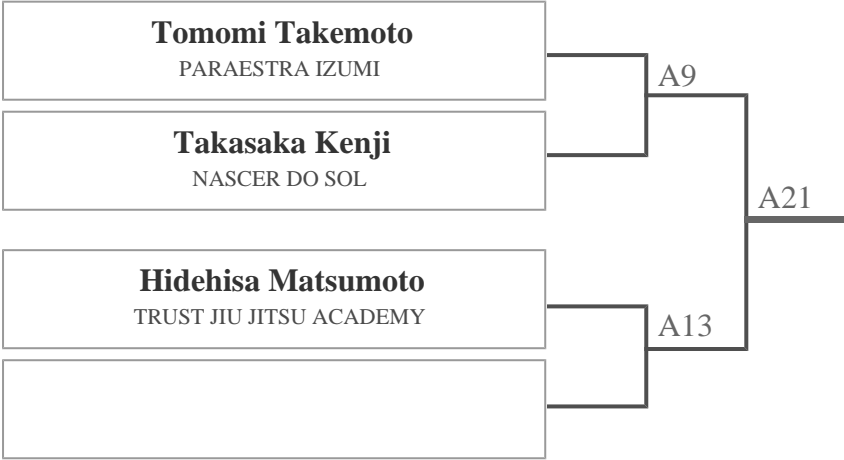 Tomomi Takemoto
PARAESTRA IZUMI
A9
Takasaka Kenji
NASCER DO SOL
A21
Hidehisa Matsumoto
TRUST JIU JITSU ACADEMY
A13